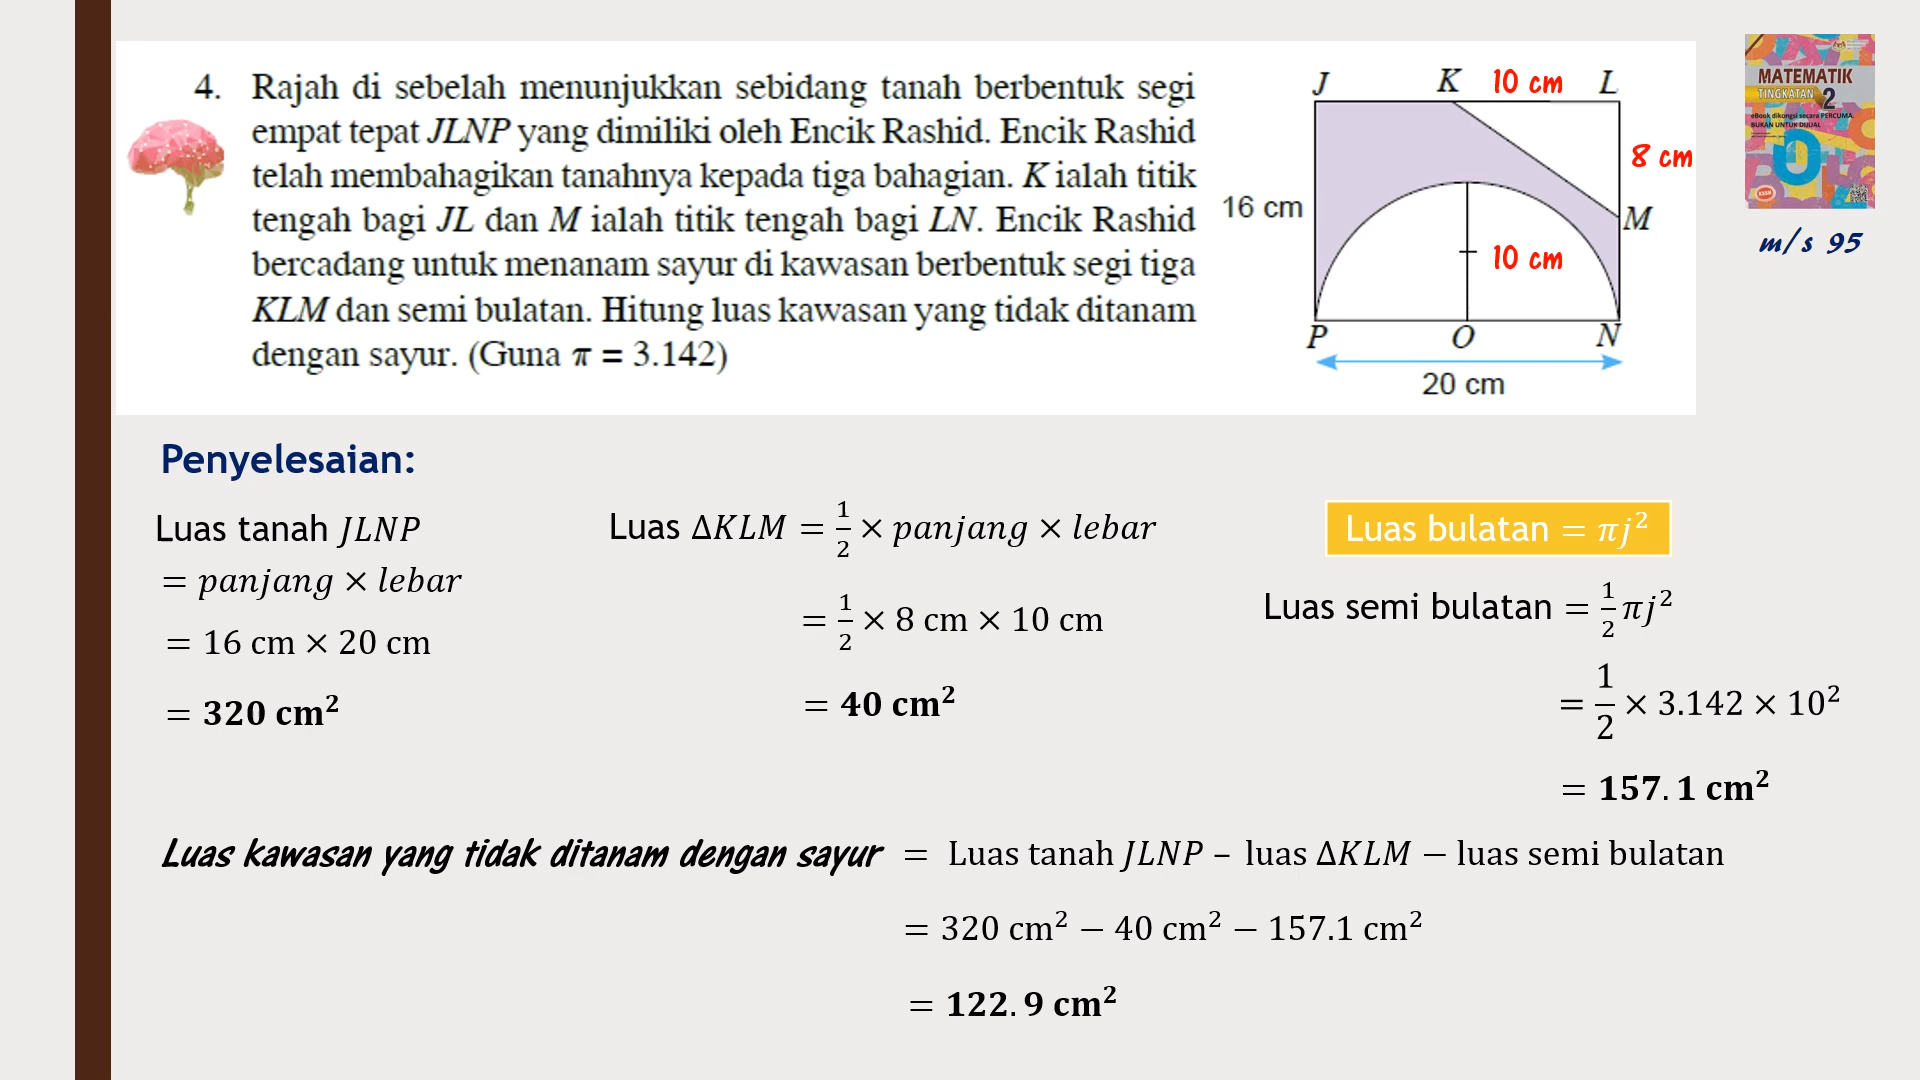 4. Rajah di sebelah menunjukkan sebidang tanah berbentuk segi
empat tepat JLNP yang dimiliki oleh Encik Rashid. Encik Rashid
telah membahagikan tanahnya kepada tiga bahagian. K ialah titik
tengah bagi JL dan M ialah titik tengah bagi LN. Encik Rashid
bercadang untuk menanam sayur di kawasan berbentuk segi tiga
KLM dan semi bulatan. Hitung luas kawasan yang tidak ditanam
dengan sayur. (Guna π = 3.142)
J K 10 cm L
8 cm
16 cm
M
10 cm
P O N
20 cm
MATEMATIK
TINGKATAN 2
eBook dikongsi secara PERCUMA.
BUKAN UNTUK DIJUAL
m/s 95
Penyelesaian:
Luas tanah JLNP
= panjang × lebar
= 16 cm × 20 cm
= 320 cm²
Luas ΔKLM = 1/2 × panjang × lebar
= 1/2 × 8 cm × 10 cm
= 40 cm²
Luas bulatan = πj²
Luas semi bulatan = 1/2 πj²
= 1/2 × 3.142 × 10²
= 157.1 cm²
Luas kawasan yang tidak ditanam dengan sayur = Luas tanah JLNP – luas ΔKLM − luas semi bulatan
= 320 cm² − 40 cm² − 157.1 cm²
= 122.9 cm²